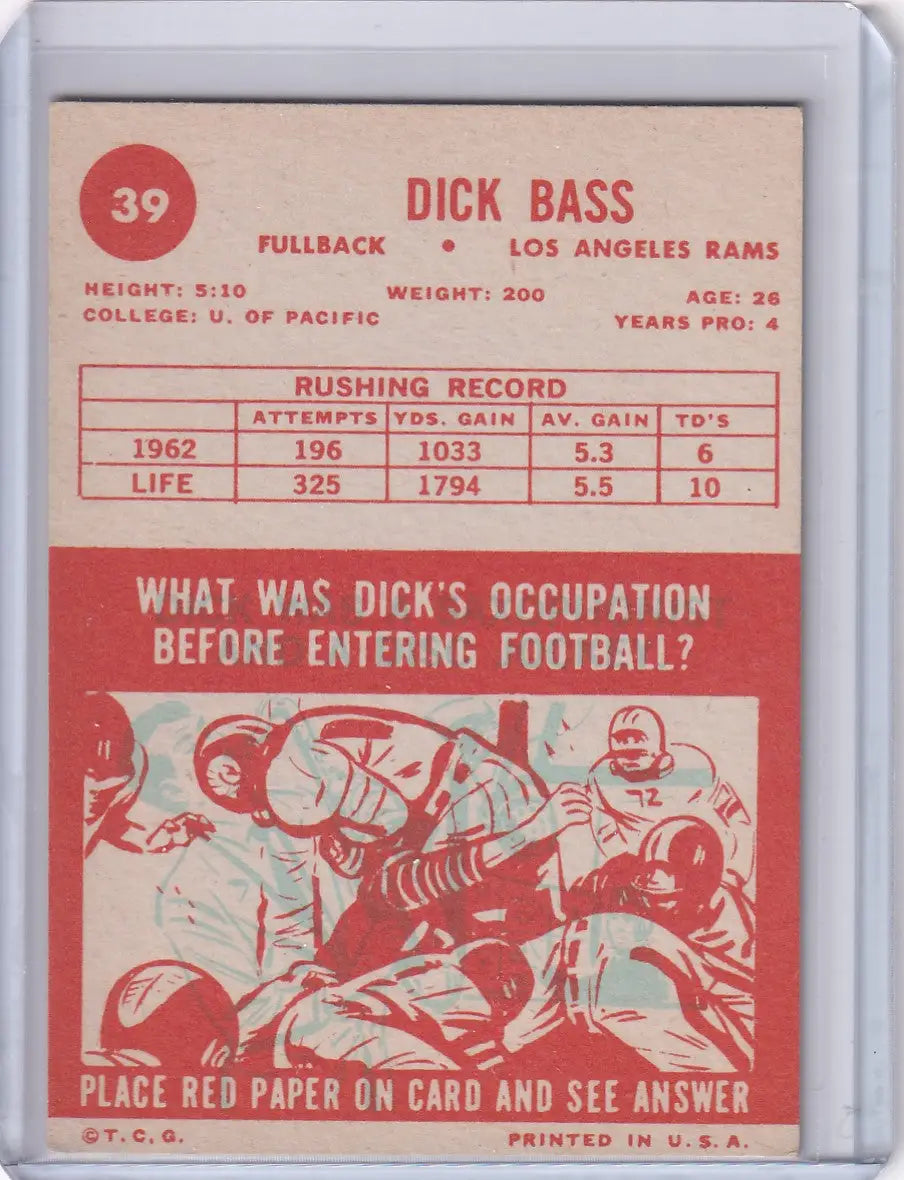 39
DICK BASS
FULLBACK • LOS ANGELES RAMS
HEIGHT: 5:10 WEIGHT: 200 AGE: 26
COLLEGE: U. OF PACIFIC YEARS PRO: 4
RUSHING RECORD
ATTEMPTS YDS. GAIN AV. GAIN TD'S
1962 196 1033 5.3 6
LIFE 325 1794 5.5 10
WHAT WAS DICK'S OCCUPATION
BEFORE ENTERING FOOTBALL?
72
PLACE RED PAPER ON CARD AND SEE ANSWER
©T.C.G. PRINTED IN U.S.A.